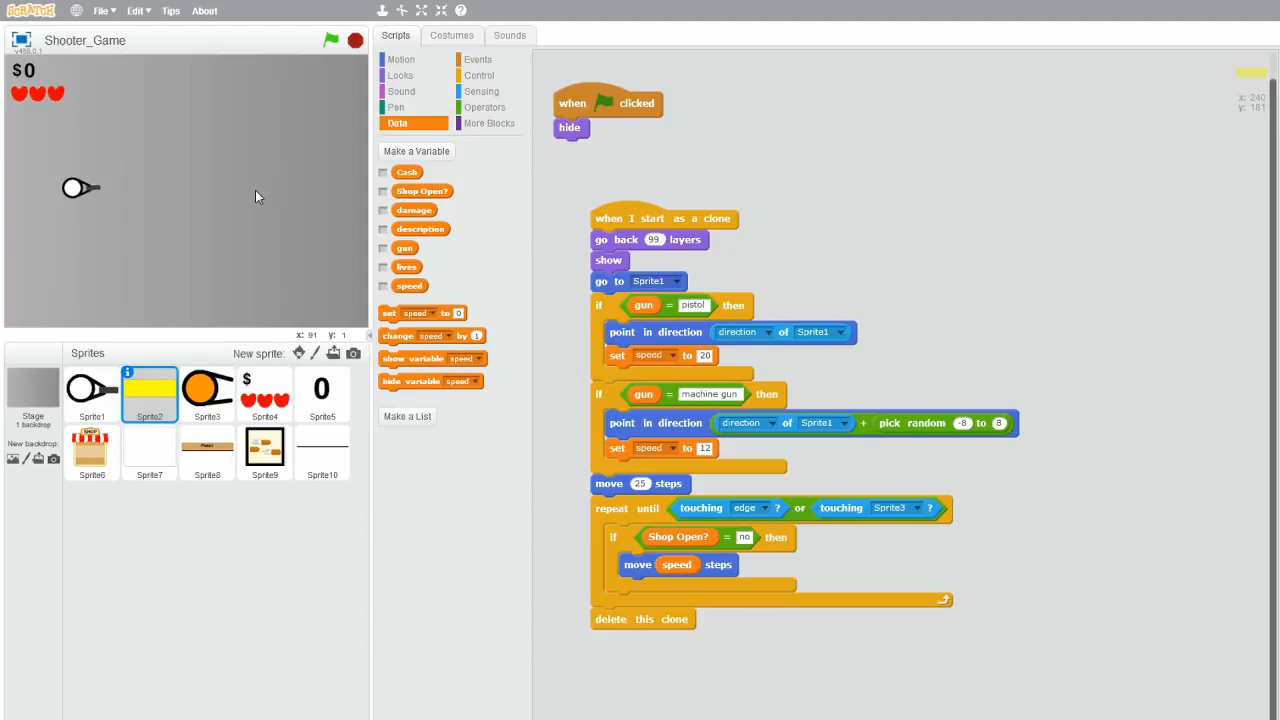 SCRATCH File Edit Tips About
Shooter_Game
v458.0.1
$0
x: 91 y: 1
Sprites New sprite:
Stage
1 backdrop
New backdrop:
Sprite1 Sprite2 Sprite3 Sprite4 Sprite5
$
0
SHOP
Pistol
Sprite6 Sprite7 Sprite8 Sprite9 Sprite10
Scripts Costumes Sounds
Motion Events
Looks Control
Sound Sensing
Pen Operators
Data More Blocks
Make a Variable
Cash
Shop Open?
damage
description
gun
lives
speed
set speed to 0
change speed by 1
show variable speed
hide variable speed
Make a List
x: 240
y: 181
when clicked
hide
when I start as a clone
go back 99 layers
show
go to Sprite1
if gun = pistol then
point in direction direction of Sprite1
set speed to 20
if gun = machine gun then
point in direction direction of Sprite1 + pick random -8 to 8
set speed to 12
move 25 steps
repeat until touching edge ? or touching Sprite3 ?
if Shop Open? = no then
move speed steps
delete this clone